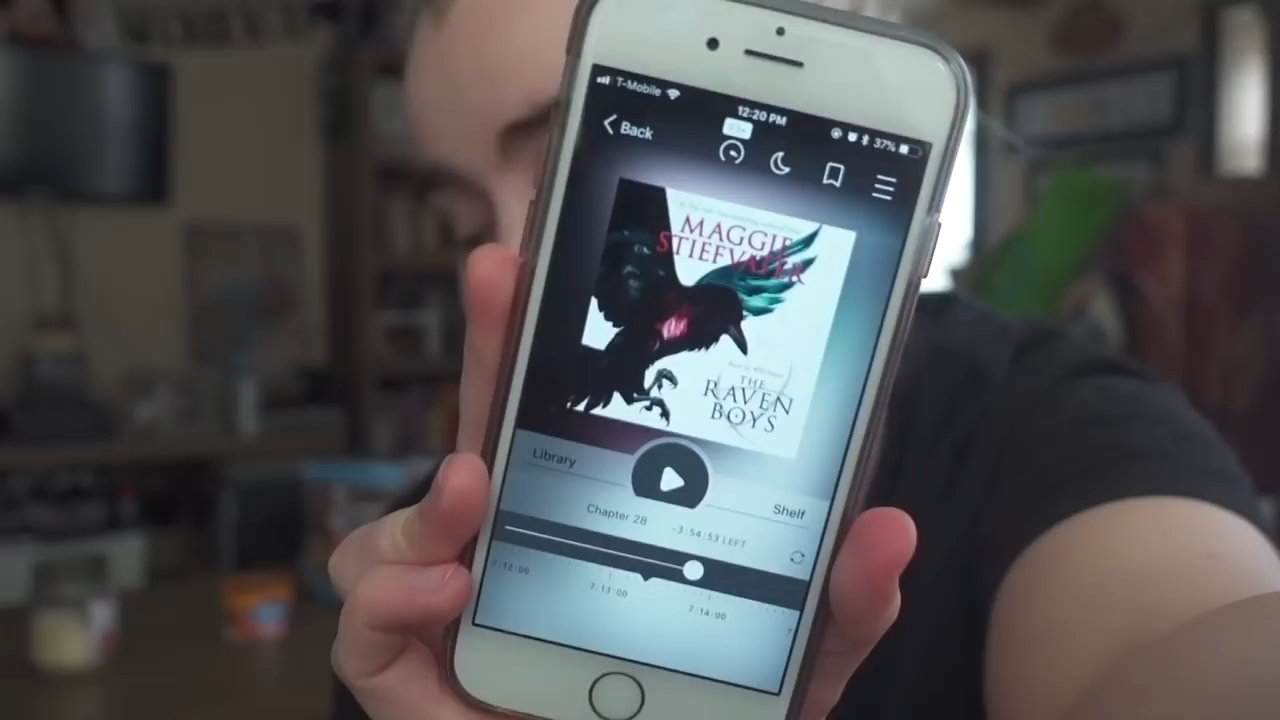 T-Mobile
12:20 PM
37%
Back
MAGGIE
STIEFVATER
THE
RAVEN
BOYS
Library
Shelf
Chapter 28
-3:54:53 LEFT
7:12:00
7:13:00
7:14:00